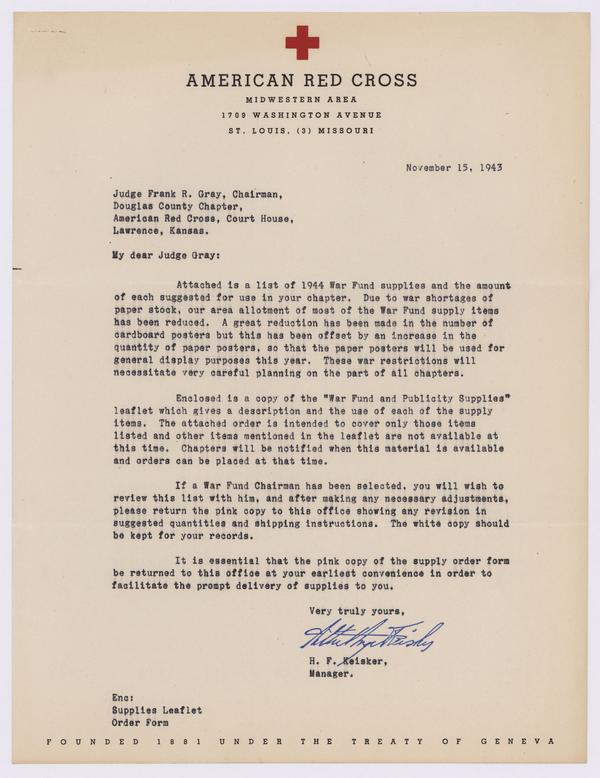 AMERICAN RED CROSS
MIDWESTERN AREA
1709 WASHINGTON AVENUE
ST. LOUIS, (3) MISSOURI
November 15, 1943
Judge Frank R. Gray, Chairman,
Douglas County Chapter,
American Red Cross, Court House,
Lawrence, Kansas.
My dear Judge Gray:
Attached is a list of 1944 War Fund supplies and the amount
of each suggested for use in your chapter. Due to war shortages of
paper stock, our area allotment of most of the War Fund supply items
has been reduced. A great reduction has been made in the number of
cardboard posters but this has been offset by an increase in the
quantity of paper posters, so that the paper posters will be used for
general display purposes this year. These war restrictions will
necessitate very careful planning on the part of all chapters.
Enclosed is a copy of the "War Fund and Publicity Supplies"
leaflet which gives a description and the use of each of the supply
items. The attached order is intended to cover only those items
listed and other items mentioned in the leaflet are not available at
this time. Chapters will be notified when this material is available
and orders can be placed at that time.
If a War Fund Chairman has been selected, you will wish to
review this list with him, and after making any necessary adjustments,
please return the pink copy to this office showing any revision in
suggested quantities and shipping instructions. The white copy should
be kept for your records.
It is essential that the pink copy of the supply order form
be returned to this office at your earliest convenience in order to
facilitate the prompt delivery of supplies to you.
Very truly yours,
H. F. Keisker,
Manager.
Enc:
Supplies Leaflet
Order Form
FOUNDED 1881 UNDER THE TREATY OF GENEVA